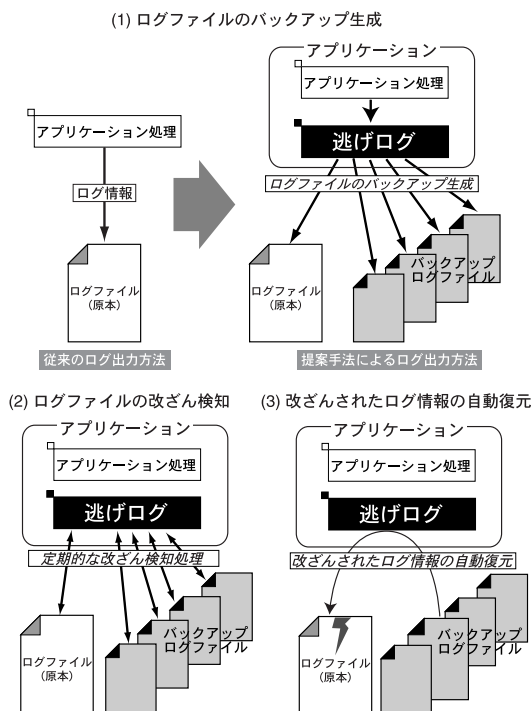 (1) ログファイルのバックアップ生成
アプリケーション処理
ログ情報
ログファイル
(原本)
従来のログ出力方法
アプリケーション
アプリケーション処理
逃げログ
ログファイルのバックアップ生成
ログファイル
(原本)
バックアップ
ログファイル
提案手法によるログ出力方法
(2) ログファイルの改ざん検知
アプリケーション
アプリケーション処理
逃げログ
定期的な改ざん検知処理
ログファイル
(原本)
バックアップ
ログファイル
(3) 改ざんされたログ情報の自動復元
アプリケーション
アプリケーション処理
逃げログ
改ざんされたログ情報の自動復元
ログファイル
(原本)
バックアップ
ログファイル